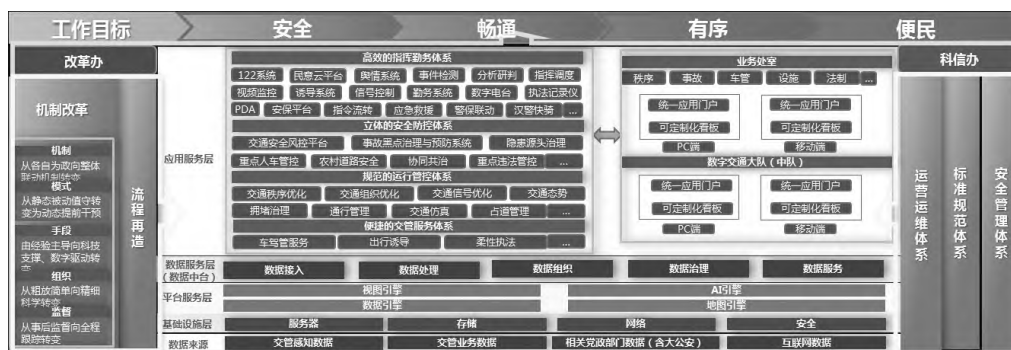 工作目标 安全 畅通 有序 便民
改革办
机制改革
机制
从各自为政向整体
联动机制转变
模式
从静态被动值守转
变为动态提前干预
手段
由经验主导向科技
支撑、数字驱动转
变
组织
从粗放简单向精细
科学转变
监督
从事后监督向全程
跟踪转变
流程再造
应用服务层
高效的指挥勤务体系
122系统 民意云平台 舆情系统 事件检测 分析研判 指挥调度
视频监控 诱导系统 信号控制 勤务系统 数字电台 执法记录仪
PDA 安保平台 指令流转 应急救援 警保联动 汉警快骑 ...
立体的安全防控体系
交通安全风控平台 事故黑点治理与预防系统 隐患源头治理
重点人车管控 农村道路安全 协同共治 重点违法管控 ...
规范的运行管控体系
交通秩序优化 交通组织优化 交通信号优化 交通态势
拥堵治理 通行管理 交通仿真 占道管理 ...
便捷的交管服务体系
车驾管服务 出行诱导 柔性执法 ...
业务处室
秩序 事故 车管 设施 法制 ...
统一应用门户 统一应用门户
可定制化看板 可定制化看板
PC端 移动端
数字交通大队（中队）
统一应用门户 统一应用门户
可定制化看板 可定制化看板
PC端 移动端
数据服务层
（数据中台）
数据接入 数据处理 数据组织 数据治理 数据服务
平台服务层
视图引擎 AI引擎
数据引擎 地图引擎
基础设施层 服务器 存储 网络 安全
数据来源 交管感知数据 交管业务数据 相关党政部门数据（含大公安） 互联网数据
科信办
运营运维体系
标准规范体系
安全管理体系